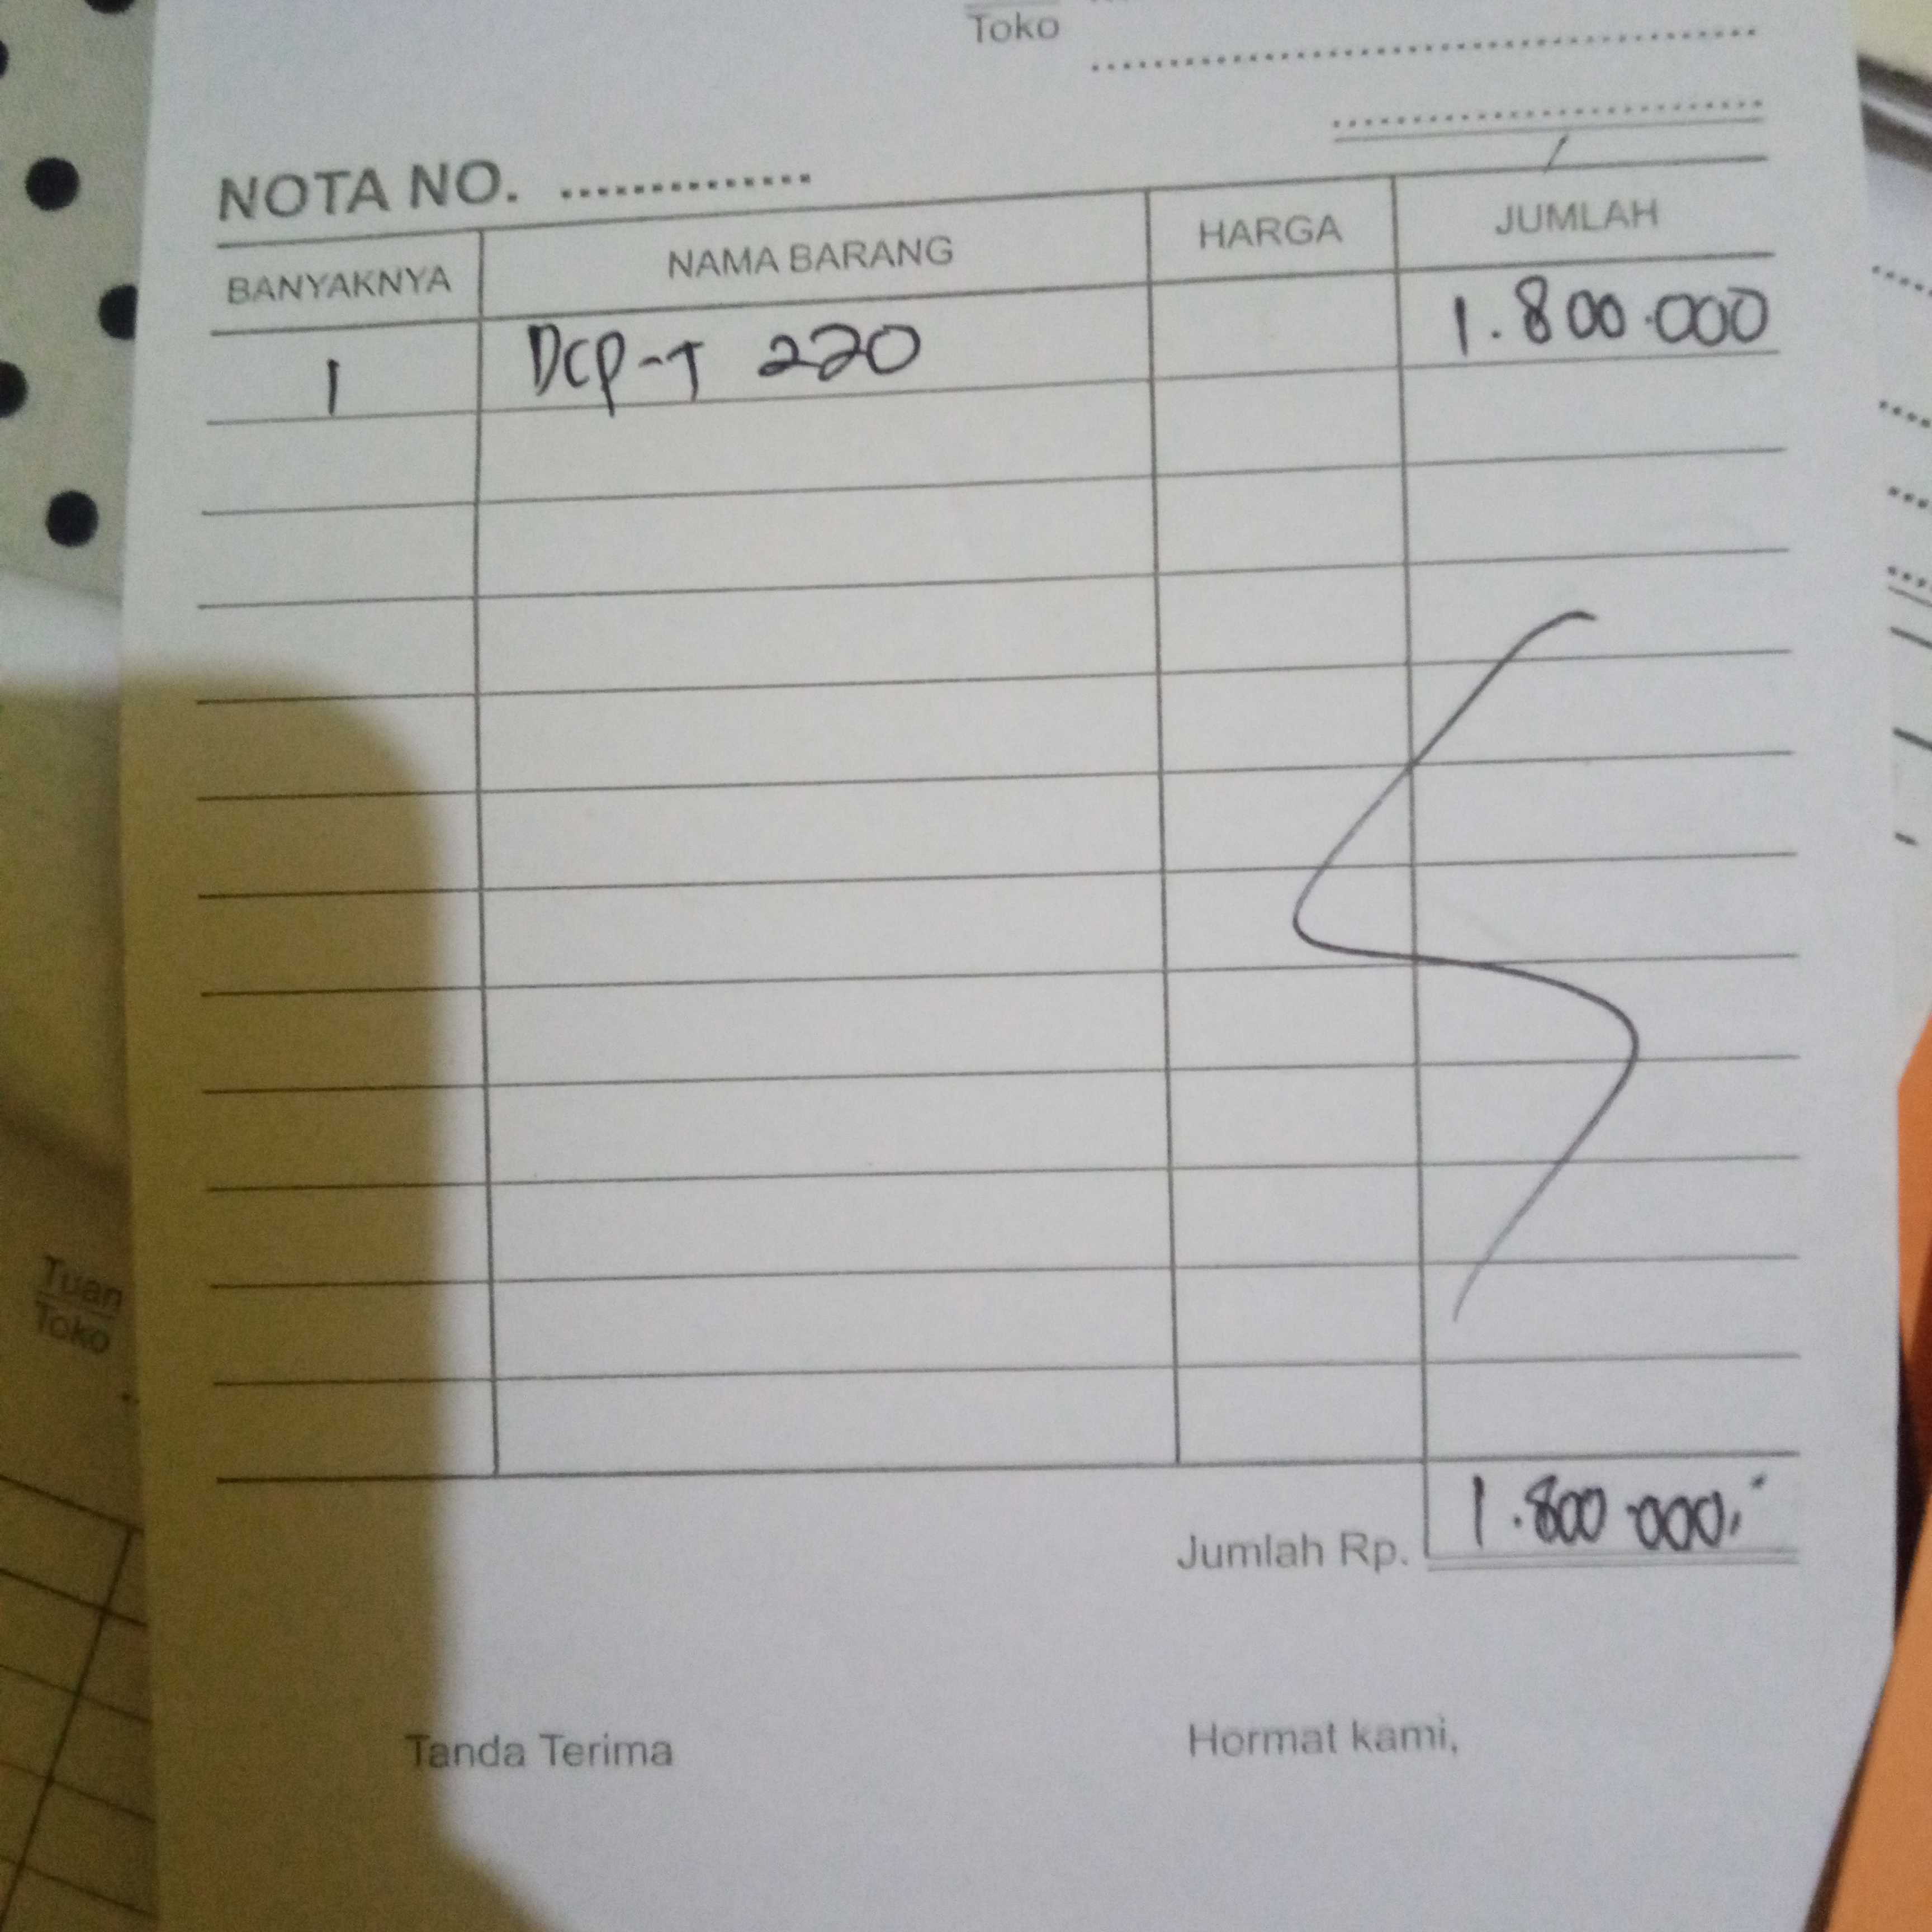 Toko
NOTA NO. ..............
BANYAKNYA NAMA BARANG HARGA JUMLAH
1 DCP-T 220 1.800.000
Jumlah Rp. 1.800.000,-
Tanda Terima Hormat kami,
Tuan
Toko